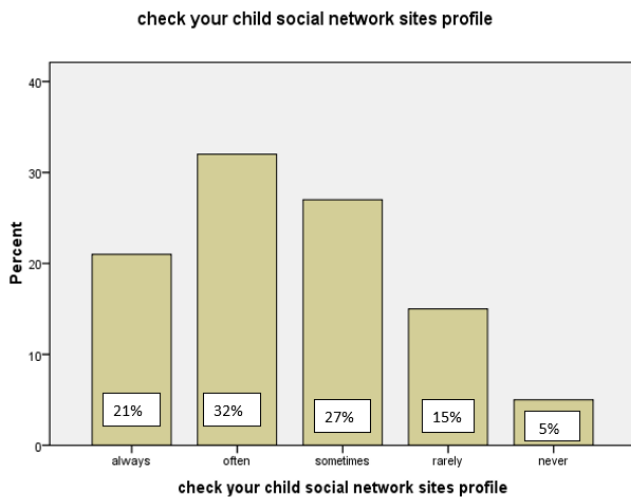 check your child social network sites profile
Percent
40
30
20
10
0
21%
32%
27%
15%
5%
always
often
sometimes
rarely
never
check your child social network sites profile